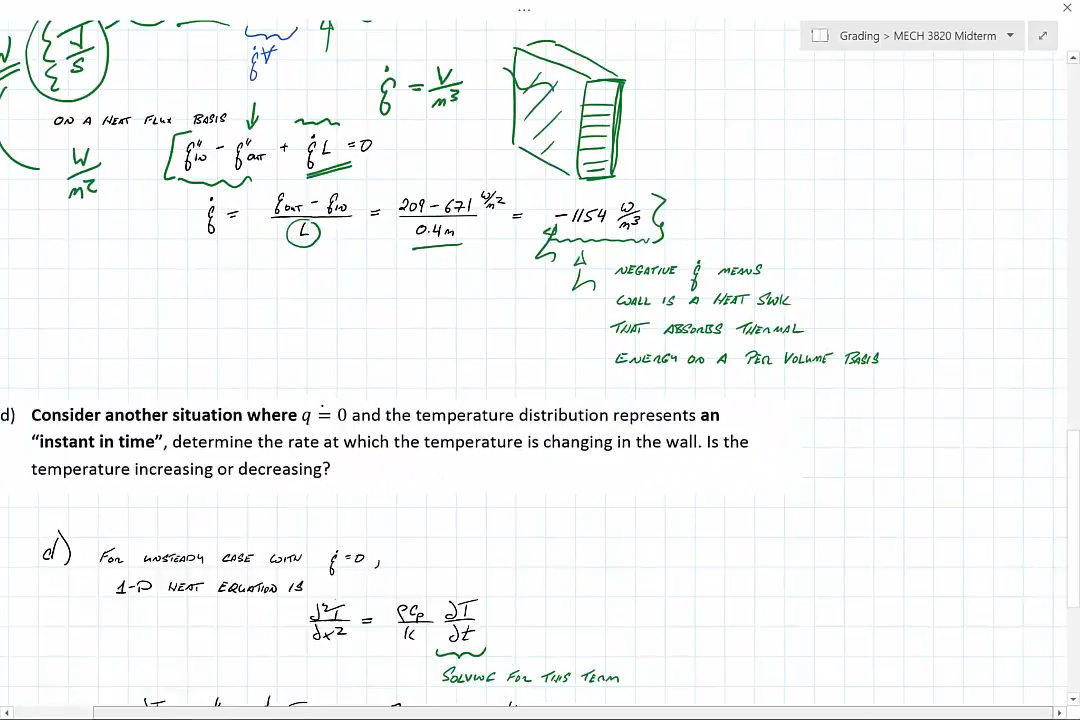 ...
Grading > MECH 3820 Midterm
{ J/S
q̇∀
q̇ = W/m³
ON A HEAT FLUX BASIS
W/m²
[q̇"IN - q̇"OUT + q̇L = 0
q̇ = (qOUT - qIN)/L = (209 - 671 W/m²)/0.4m = -1154 W/m³ }
NEGATIVE q̇ MEANS
WALL IS A HEAT SINK
THAT ABSORBS THERMAL
ENERGY ON A PER VOLUME BASIS
d) Consider another situation where q̇ = 0 and the temperature distribution represents an
"instant in time", determine the rate at which the temperature is changing in the wall. Is the
temperature increasing or decreasing?
d) FOR UNSTEADY CASE WITH q̇ = 0,
1-D HEAT EQUATION IS
∂²T/∂x² = ρCp/k ∂T/∂t
SOLVING FOR THIS TERM